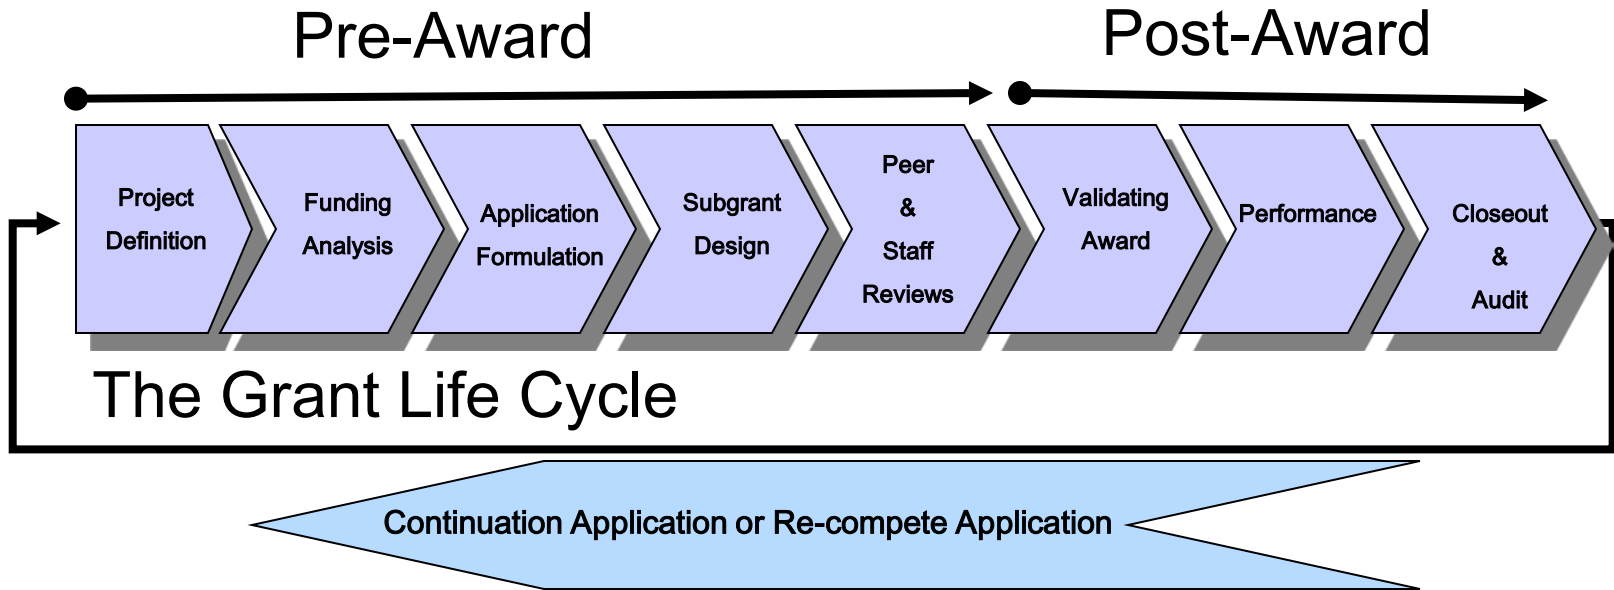 Pre-Award
Post-Award
Project
Definition
Funding
Analysis
Application
Formulation
Subgrant
Design
Peer
&
Staff
Reviews
Validating
Award
Performance
Closeout
&
Audit
The Grant Life Cycle
Continuation Application or Re-compete Application